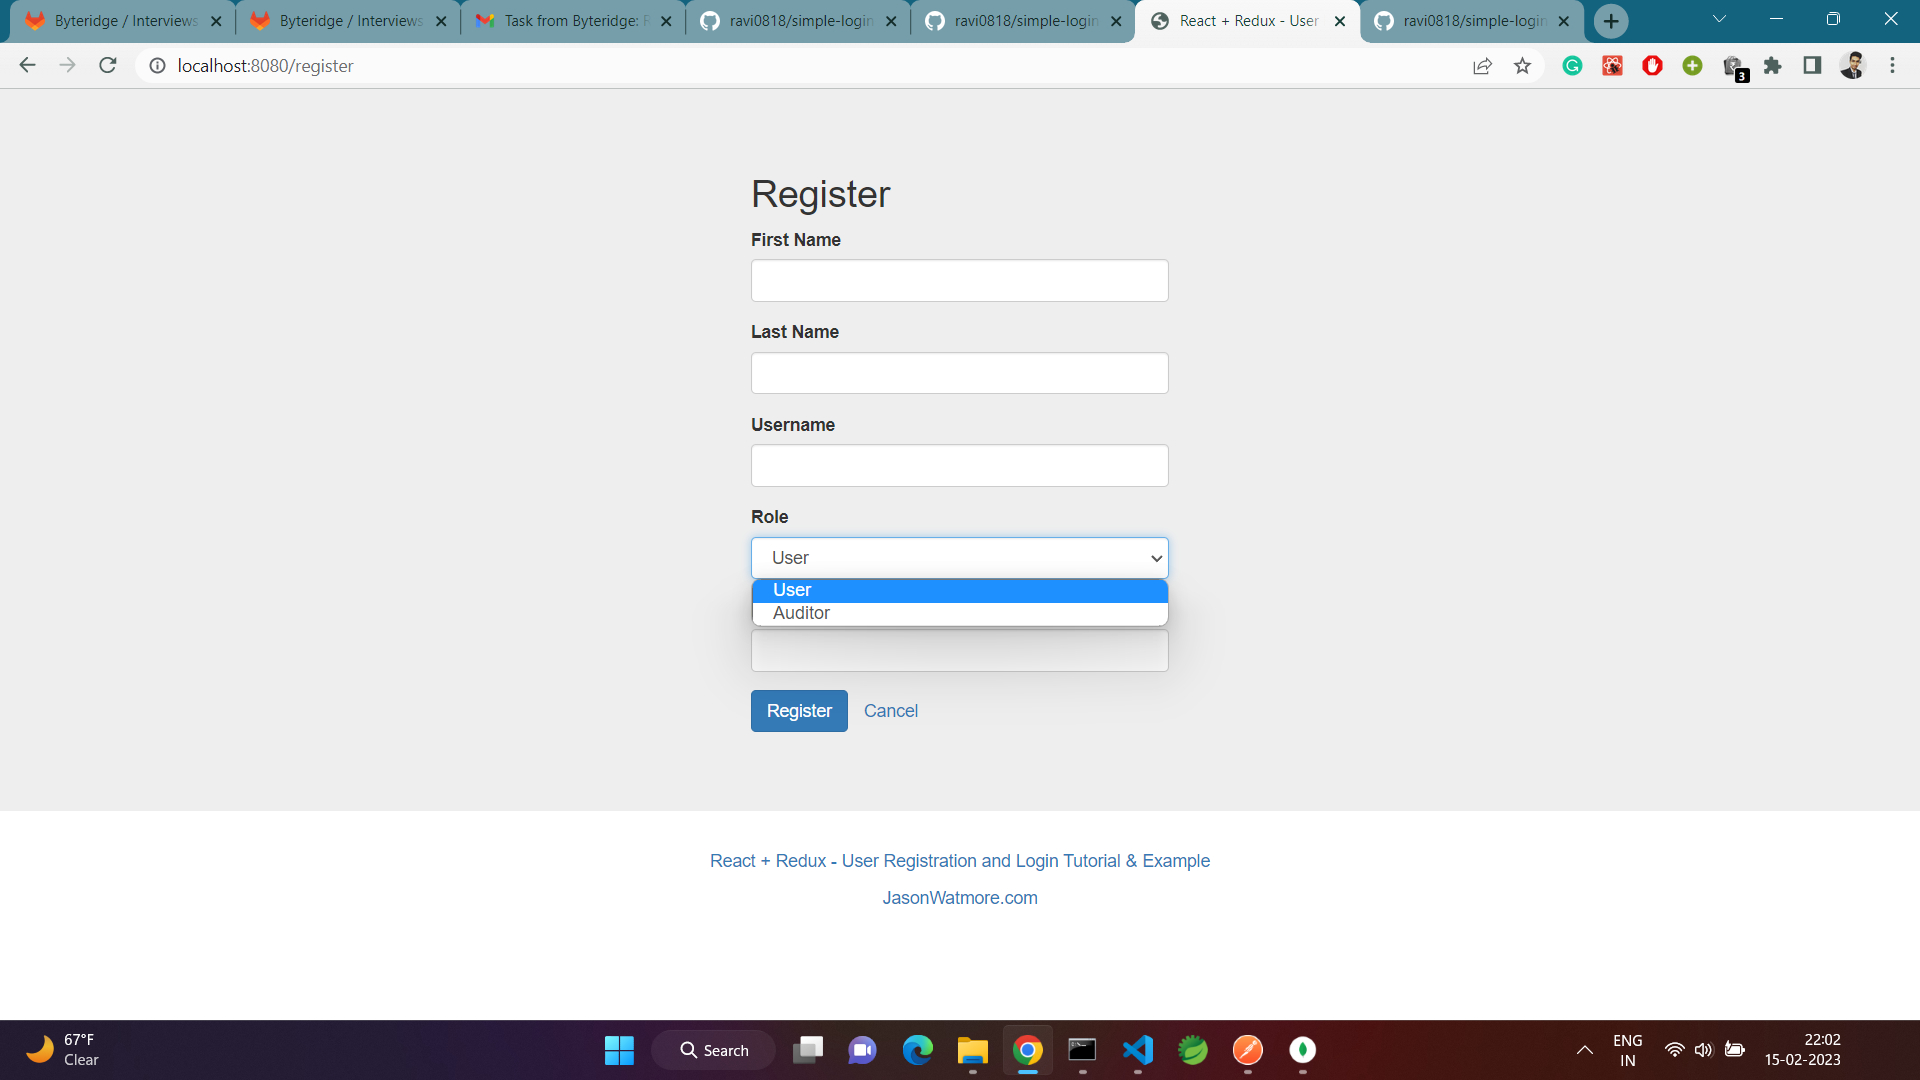 Byteridge / Interviews
Byteridge / Interviews
Task from Byteridge:
ravi0818/simple-login
ravi0818/simple-login
React + Redux - User
ravi0818/simple-login
localhost:8080/register
3
Register
First Name
Last Name
Username
Role
User
User
Auditor
Register Cancel
React + Redux - User Registration and Login Tutorial & Example
JasonWatmore.com
67°F
Clear
Search
ENG
IN
22:02
15-02-2023